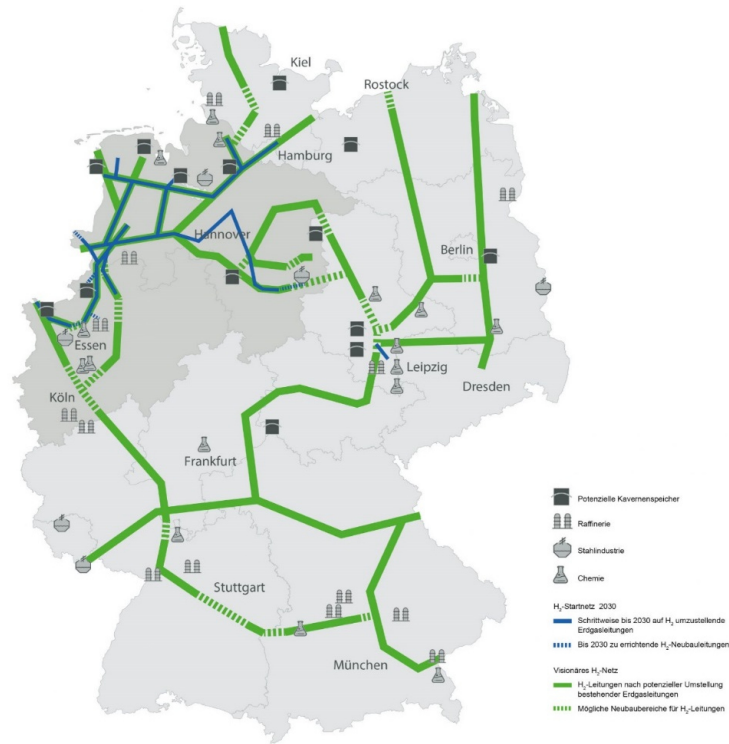 Kiel
Rostock
Hamburg
Hannover
Berlin
Essen
Leipzig
Köln
Dresden
Frankfurt
Stuttgart
München
Potenzielle Kavernenspeicher
Raffinerie
Stahlindustrie
Chemie
H₂-Startnetz 2030
Schrittweise bis 2030 auf H₂ umzustellende
Erdgasleitungen
Bis 2030 zu errichtende H₂-Neubauleitungen
Visionäres H₂-Netz
H₂-Leitungen nach potenzieller Umstellung
bestehender Erdgasleitungen
Mögliche Neubaubereiche für H₂-Leitungen